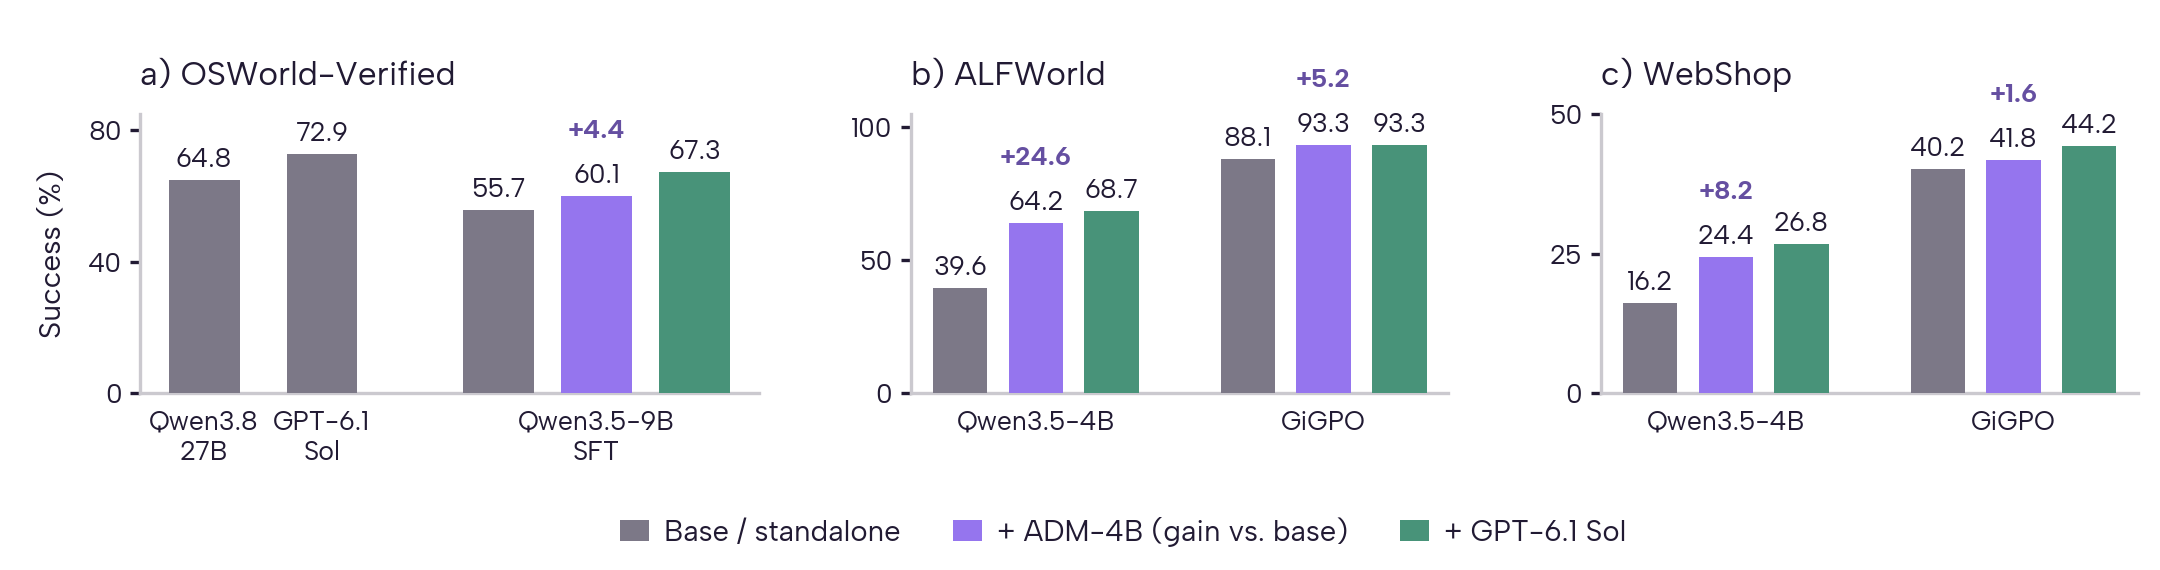 a) OSWorld-Verified
Success (%)
80
40
0
64.8
72.9
55.7
+4.4
60.1
67.3
Qwen3.8
27B
GPT-6.1
Sol
Qwen3.5-9B
SFT
b) ALFWorld
100
50
0
39.6
+24.6
64.2
68.7
88.1
+5.2
93.3
93.3
Qwen3.5-4B
GiGPO
c) WebShop
50
25
0
16.2
+8.2
24.4
26.8
40.2
+1.6
41.8
44.2
Qwen3.5-4B
GiGPO
Base / standalone
+ ADM-4B (gain vs. base)
+ GPT-6.1 Sol